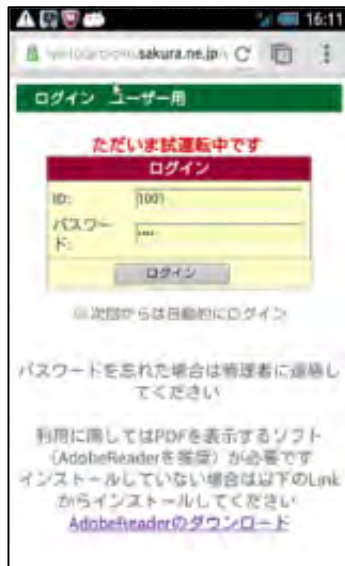 16:11
.sakura.ne.jp
ログイン ユーザー用
ただいま試運転中です
ログイン
ID:
1001
パスワー
ド:
••••
ログイン
次回からは自動的にログイン
パスワードを忘れた場合は管理者に連絡し
てください
利用に際してはPDFを表示するソフト
(AdobeReaderを推奨)が必要です
インストールしていない場合は以下のLink
からインストールしてください
AdobeReaderのダウンロード